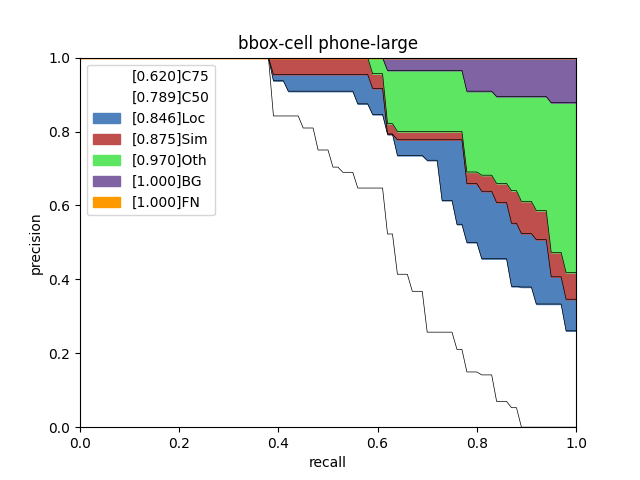 bbox-cell phone-large
1.0
0.8
0.6
0.4
0.2
0.0
precision
[0.620]C75
[0.789]C50
[0.846]Loc
[0.875]Sim
[0.970]Oth
[1.000]BG
[1.000]FN
0.0 0.2 0.4 0.6 0.8 1.0
recall